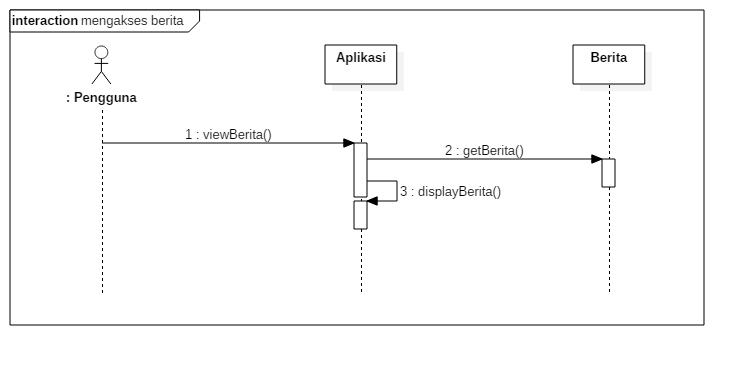 interaction mengakses berita
: Pengguna
Aplikasi
Berita
1 : viewBerita()
2 : getBerita()
3 : displayBerita()